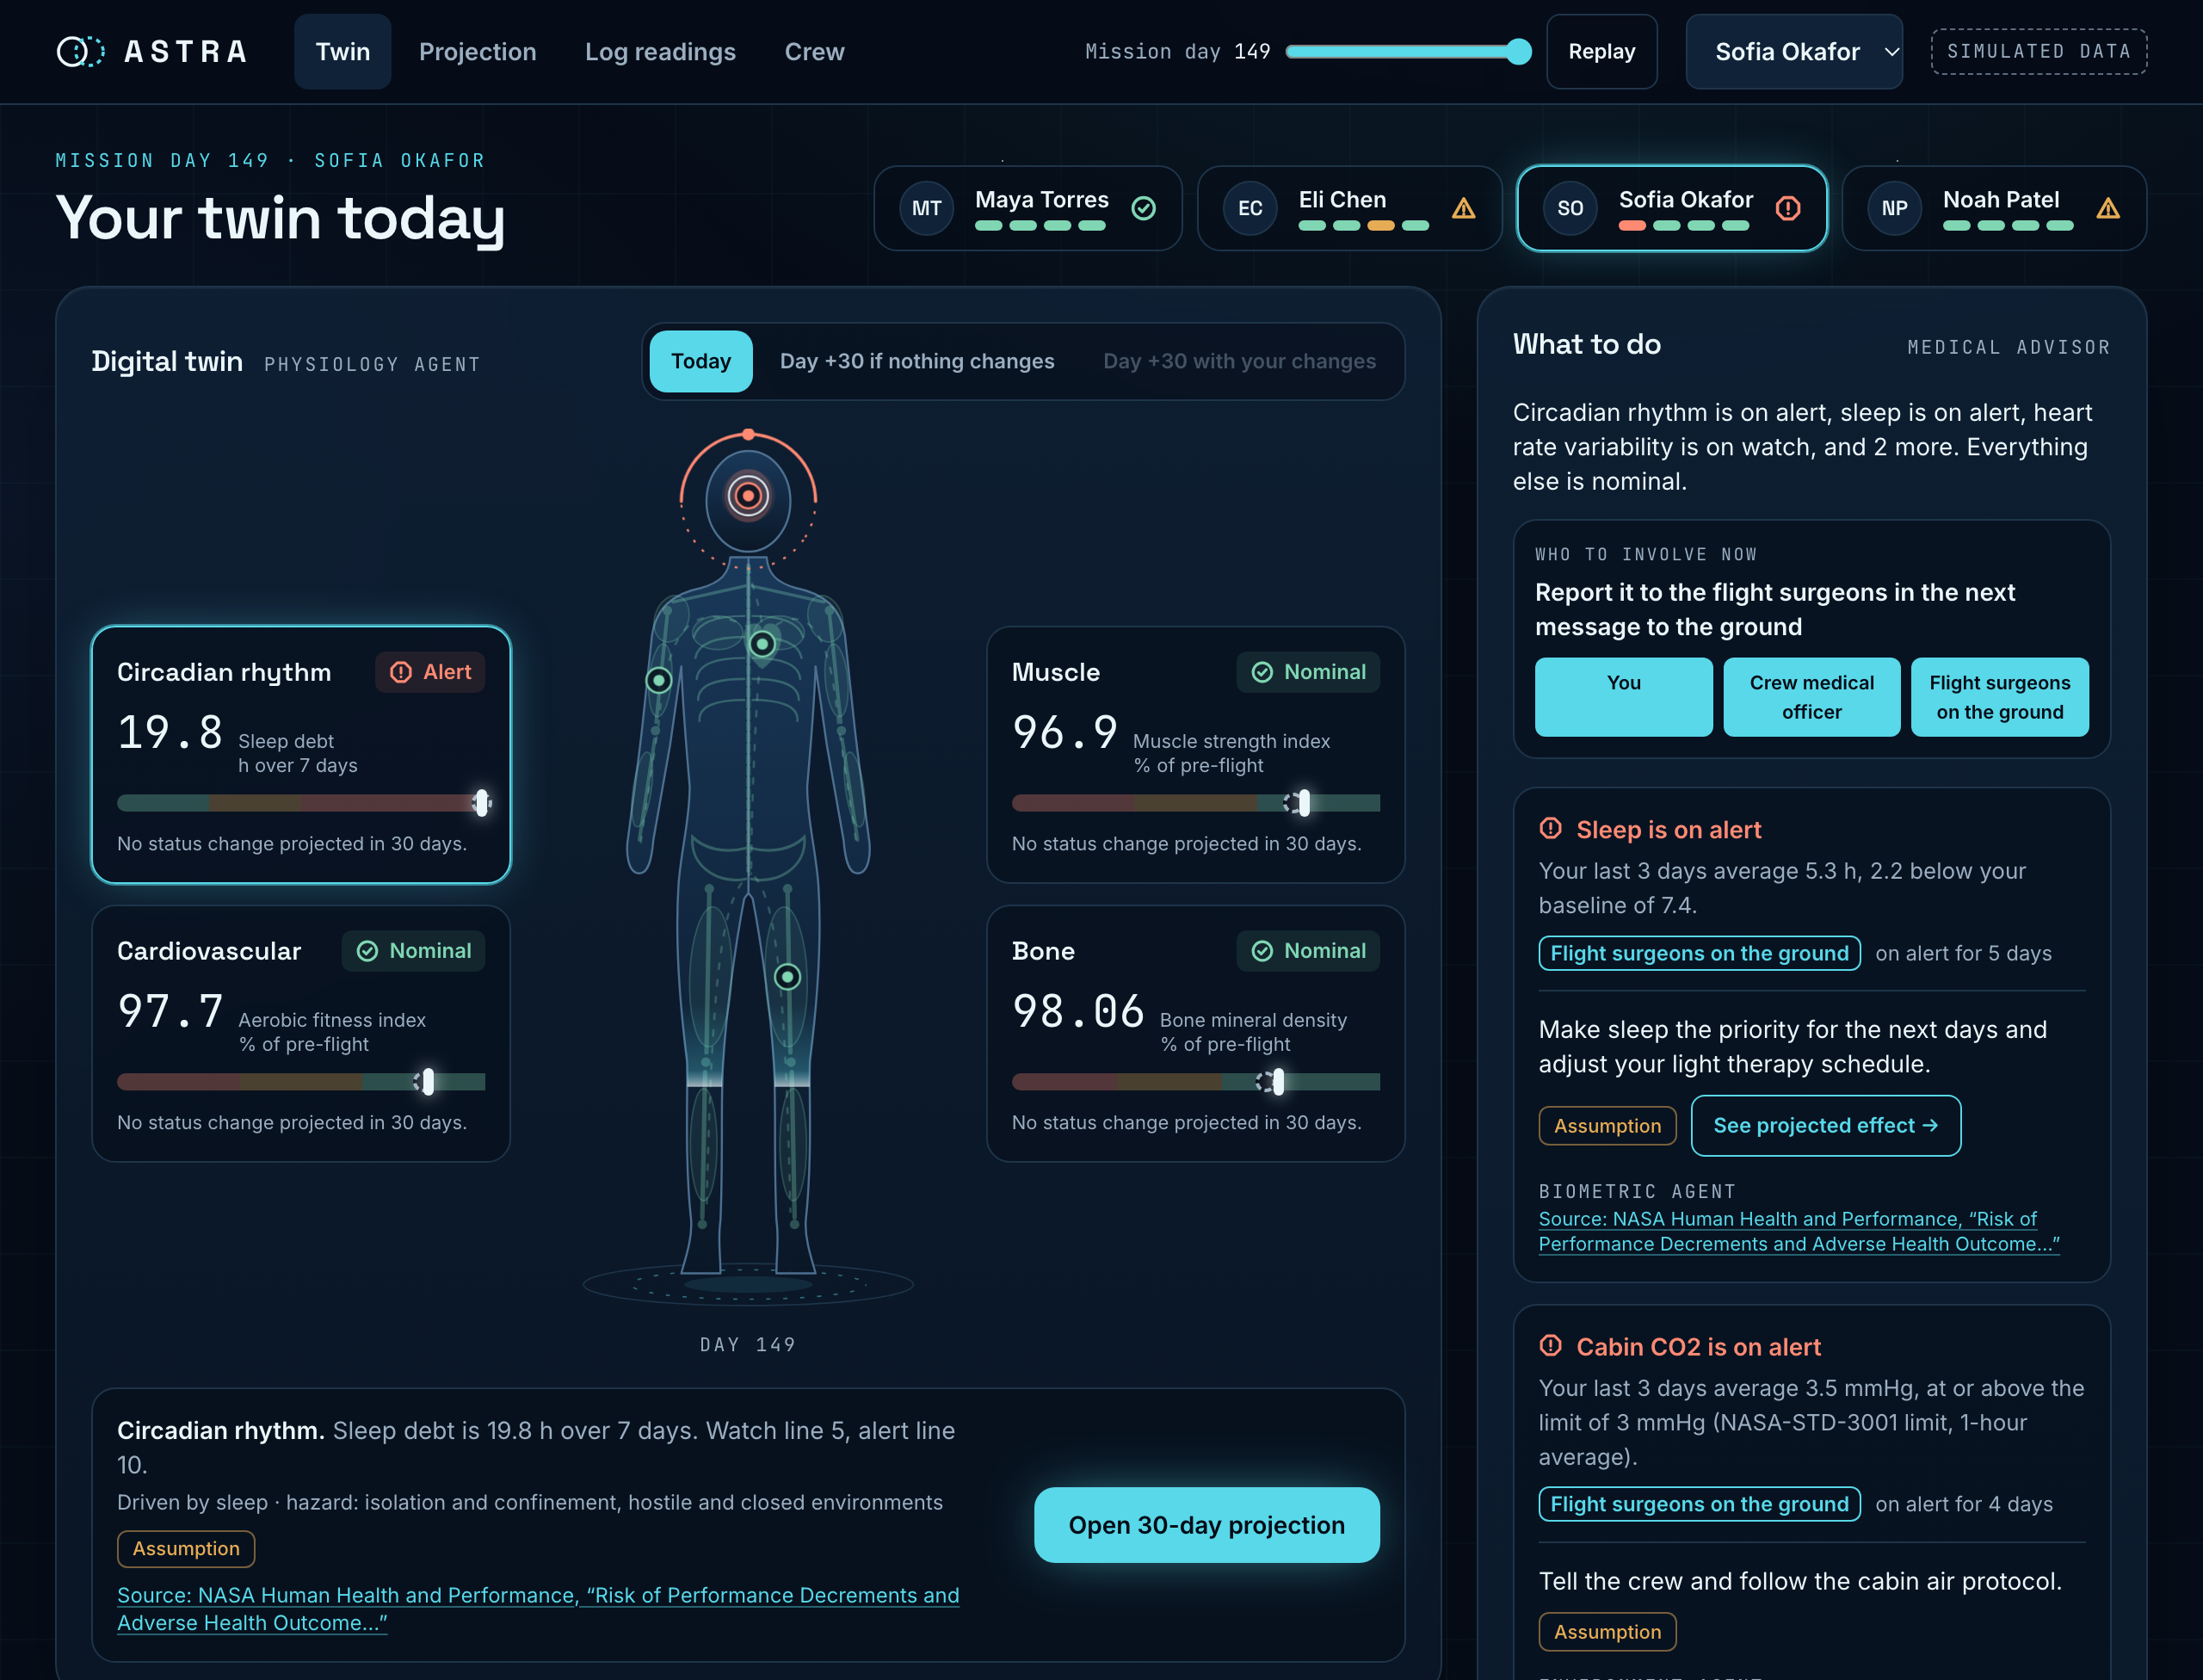 ASTRA
Twin
Projection
Log readings
Crew
Mission day 149
Replay
Sofia Okafor
SIMULATED DATA
MISSION DAY 149 · SOFIA OKAFOR
Your twin today
MT
Maya Torres
EC
Eli Chen
SO
Sofia Okafor
NP
Noah Patel
Digital twin PHYSIOLOGY AGENT
Today
Day +30 if nothing changes
Day +30 with your changes
Circadian rhythm
Alert
19.8 Sleep debt
h over 7 days
No status change projected in 30 days.
Cardiovascular
Nominal
97.7 Aerobic fitness index
% of pre-flight
No status change projected in 30 days.
Muscle
Nominal
96.9 Muscle strength index
% of pre-flight
No status change projected in 30 days.
Bone
Nominal
98.06 Bone mineral density
% of pre-flight
No status change projected in 30 days.
DAY 149
Circadian rhythm. Sleep debt is 19.8 h over 7 days. Watch line 5, alert line
10.
Driven by sleep · hazard: isolation and confinement, hostile and closed environments
Assumption
Source: NASA Human Health and Performance, “Risk of Performance Decrements and
Adverse Health Outcome…”
Open 30-day projection
What to do
MEDICAL ADVISOR
Circadian rhythm is on alert, sleep is on alert, heart
rate variability is on watch, and 2 more. Everything
else is nominal.
WHO TO INVOLVE NOW
Report it to the flight surgeons in the next
message to the ground
You
Crew medical
officer
Flight surgeons
on the ground
Sleep is on alert
Your last 3 days average 5.3 h, 2.2 below your
baseline of 7.4.
Flight surgeons on the ground on alert for 5 days
Make sleep the priority for the next days and
adjust your light therapy schedule.
Assumption
See projected effect →
BIOMETRIC AGENT
Source: NASA Human Health and Performance, “Risk of
Performance Decrements and Adverse Health Outcome…”
Cabin CO2 is on alert
Your last 3 days average 3.5 mmHg, at or above the
limit of 3 mmHg (NASA-STD-3001 limit, 1-hour
average).
Flight surgeons on the ground on alert for 4 days
Tell the crew and follow the cabin air protocol.
Assumption